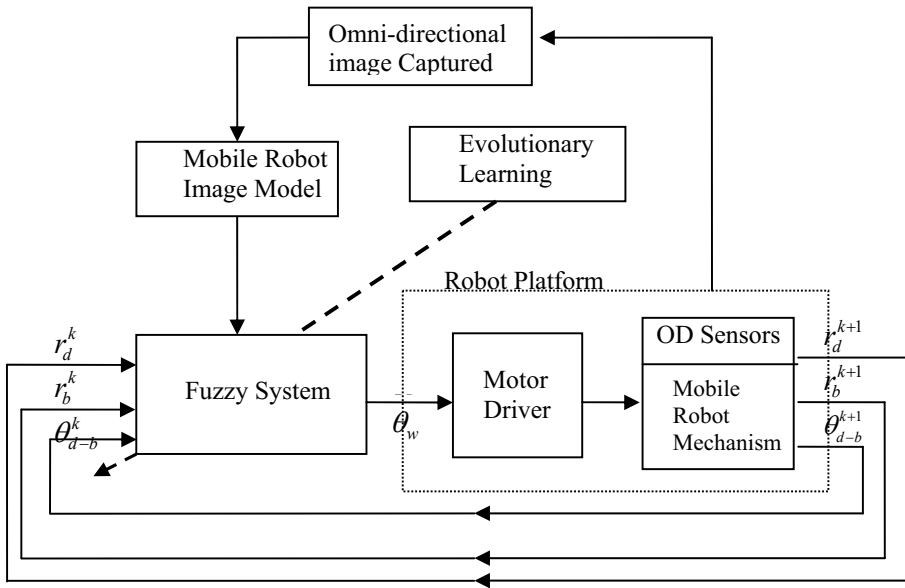 Omni-directional
image Captured
Mobile Robot
Image Model
Evolutionary
Learning
Robot Platform
r_d^k
r_b^k
θ_{d-b}^k
Fuzzy System
θ_w
Motor
Driver
OD Sensors
Mobile
Robot
Mechanism
r_d^{k+1}
r_b^{k+1}
θ_{d-b}^{k+1}